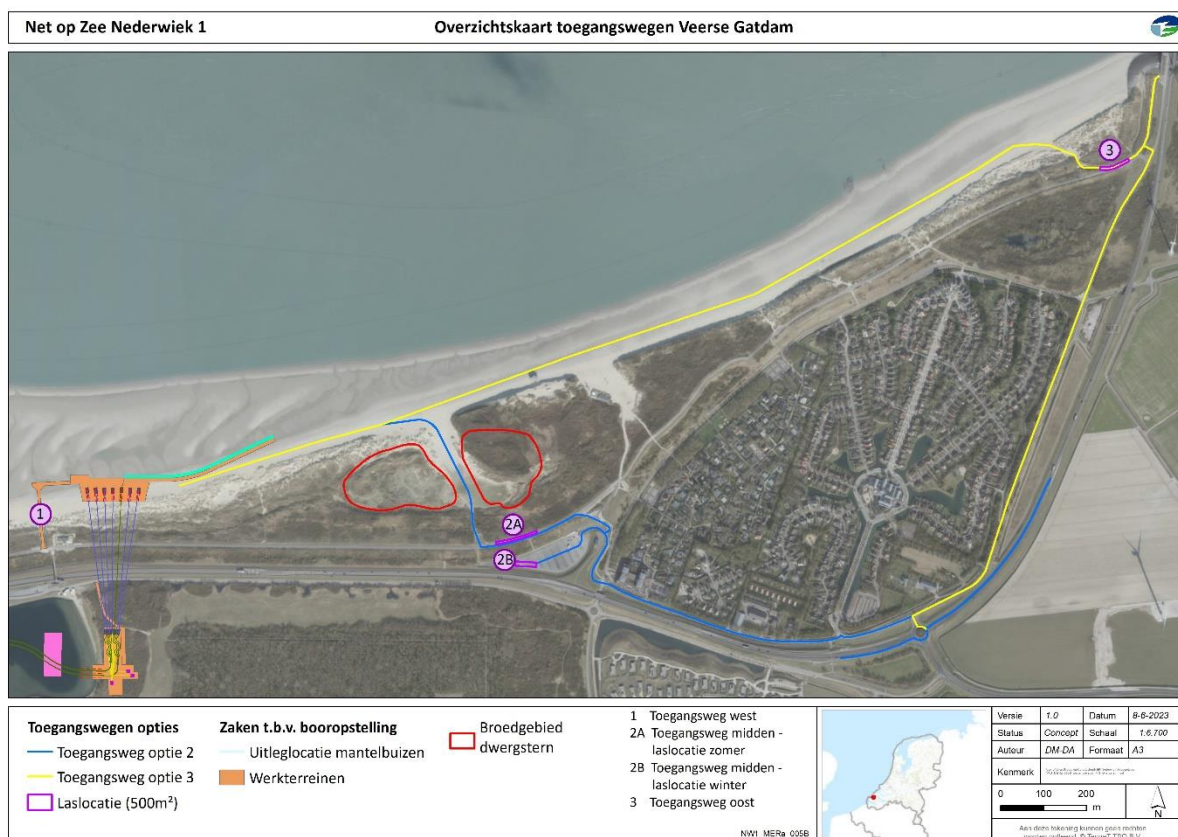 Net op Zee Nederwiek 1
Overzichtskaart toegangswegen Veerse Gatdam
3
1
2A
2B
Toegangswegen opties
Toegangsweg optie 2
Toegangsweg optie 3
Laslocatie (500m²)
Zaken t.b.v. booropstelling
Uitleglocatie mantelbuizen
Werkterreinen
Broedgebied
dwergstern
1 Toegangsweg west
2A Toegangsweg midden -
laslocatie zomer
2B Toegangsweg midden -
laslocatie winter
3 Toegangsweg oost
NW1_MERa_005B
Versie 1.0 Datum 8-6-2023
Status Concept Schaal 1:6.700
Auteur DM-DA Formaat A3
Kenmerk
0 100 200
m
N
Aan deze tekening kunnen geen rechten